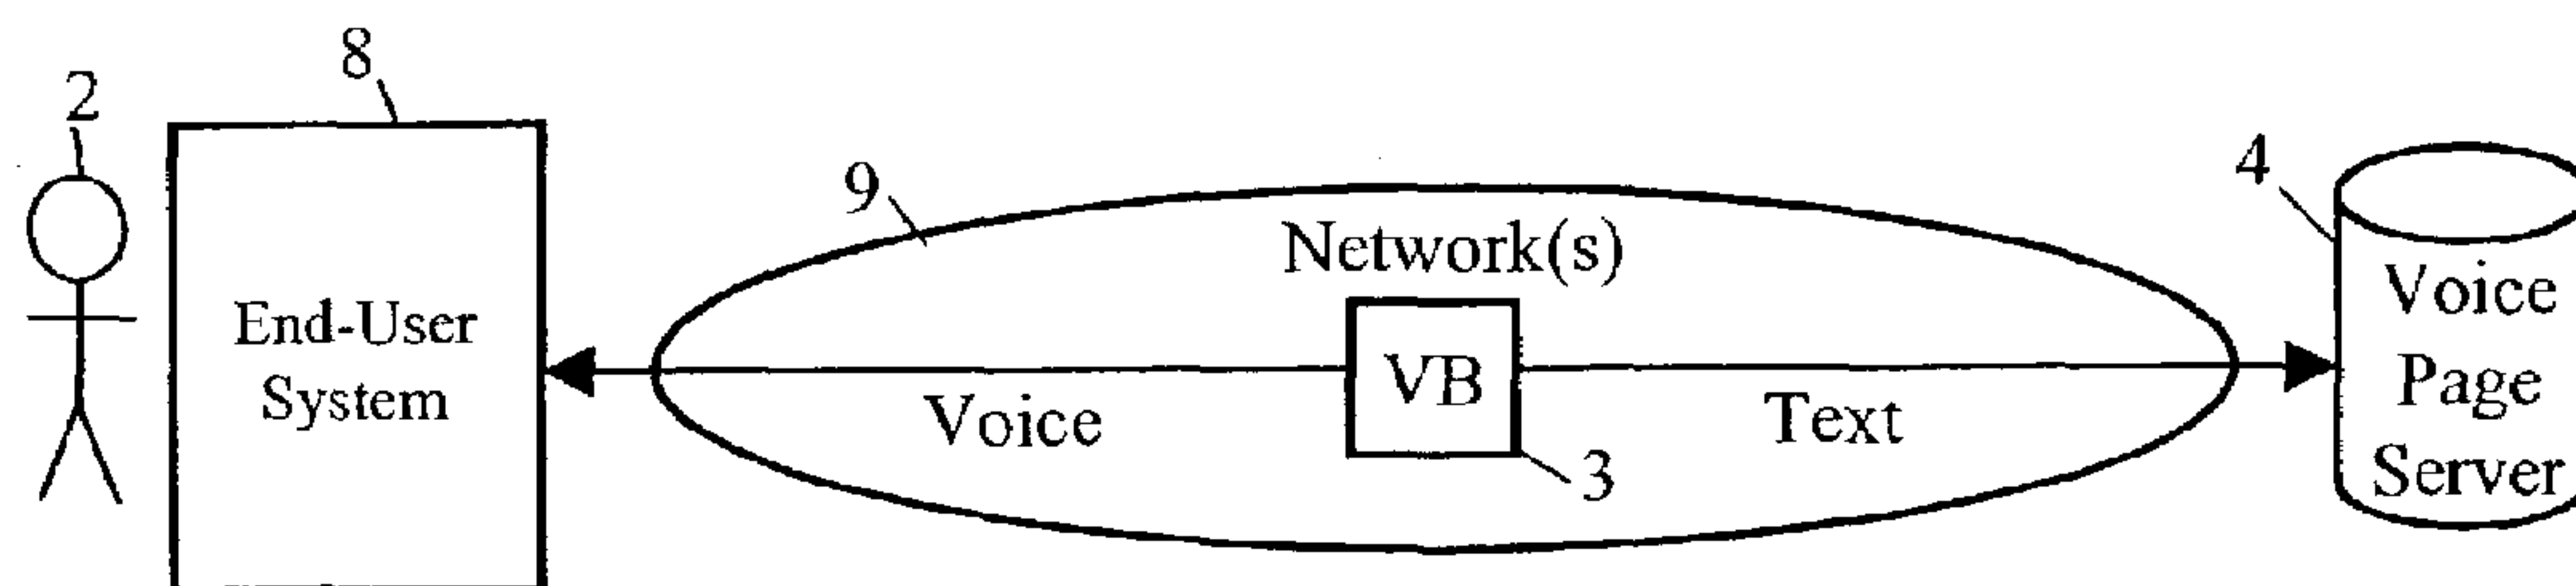 2
8
End-User
System
9
Network(s)
Voice
VB
3
Text
4
Voice
Page
Server